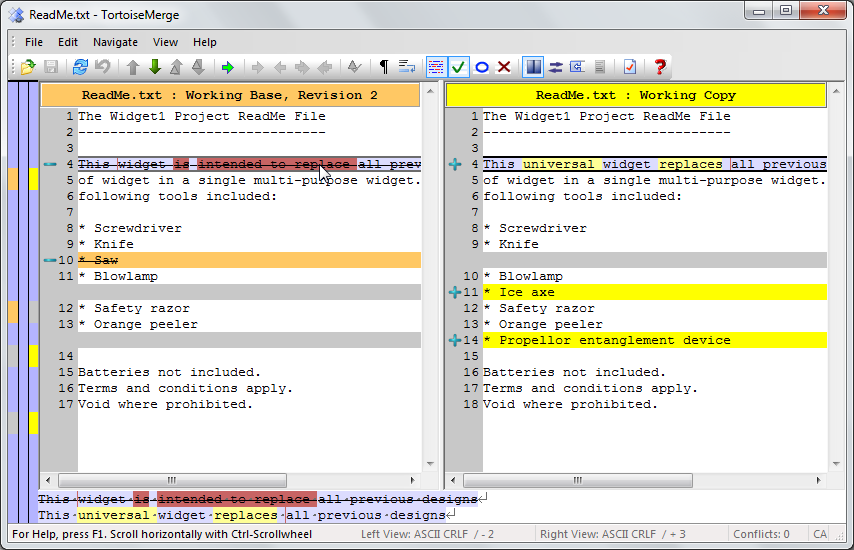 ReadMe.txt - TortoiseMerge
File Edit Navigate View Help
ReadMe.txt : Working Base, Revision 2
1 The Widget1 Project ReadMe File
2 -------------------------------
3
4 This widget is intended to replace all prev
5 of widget in a single multi-purpose widget.
6 following tools included:
7
8 * Screwdriver
9 * Knife
10 * Saw
11 * Blowlamp
12 * Safety razor
13 * Orange peeler
14
15 Batteries not included.
16 Terms and conditions apply.
17 Void where prohibited.
ReadMe.txt : Working Copy
1 The Widget1 Project ReadMe File
2 -------------------------------
3
4 This universal widget replaces all previous
5 of widget in a single multi-purpose widget.
6 following tools included:
7
8 * Screwdriver
9 * Knife
10 * Blowlamp
11 * Ice axe
12 * Safety razor
13 * Orange peeler
14 * Propellor entanglement device
15
16 Batteries not included.
17 Terms and conditions apply.
18 Void where prohibited.
This·widget·is·intended·to·replace·all·previous·designs
This·universal·widget·replaces·all·previous·designs
For Help, press F1. Scroll horizontally with Ctrl-Scrollwheel Left View: ASCII CRLF / - 2 Right View: ASCII CRLF / + 3 Conflicts: 0 CA